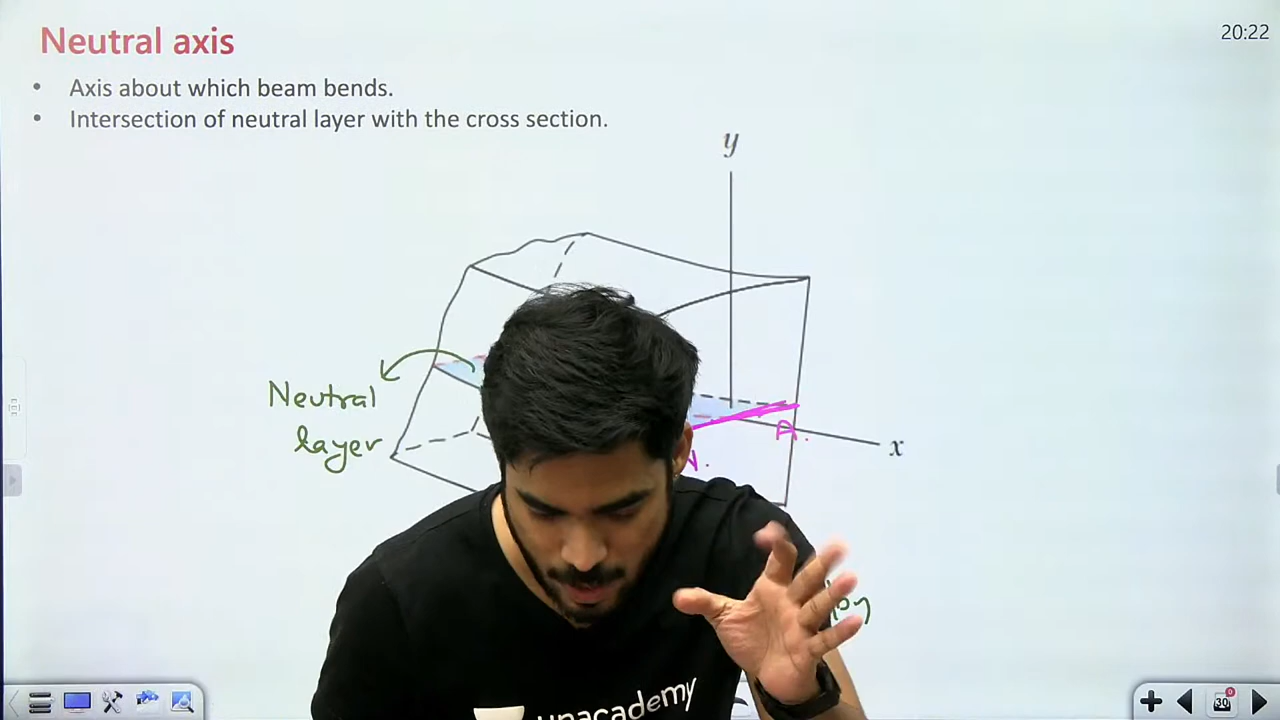 Neutral axis
20:22
• Axis about which beam bends.
• Intersection of neutral layer with the cross section.
y
Neutral
layer
A.
N.
x
unacademy
30